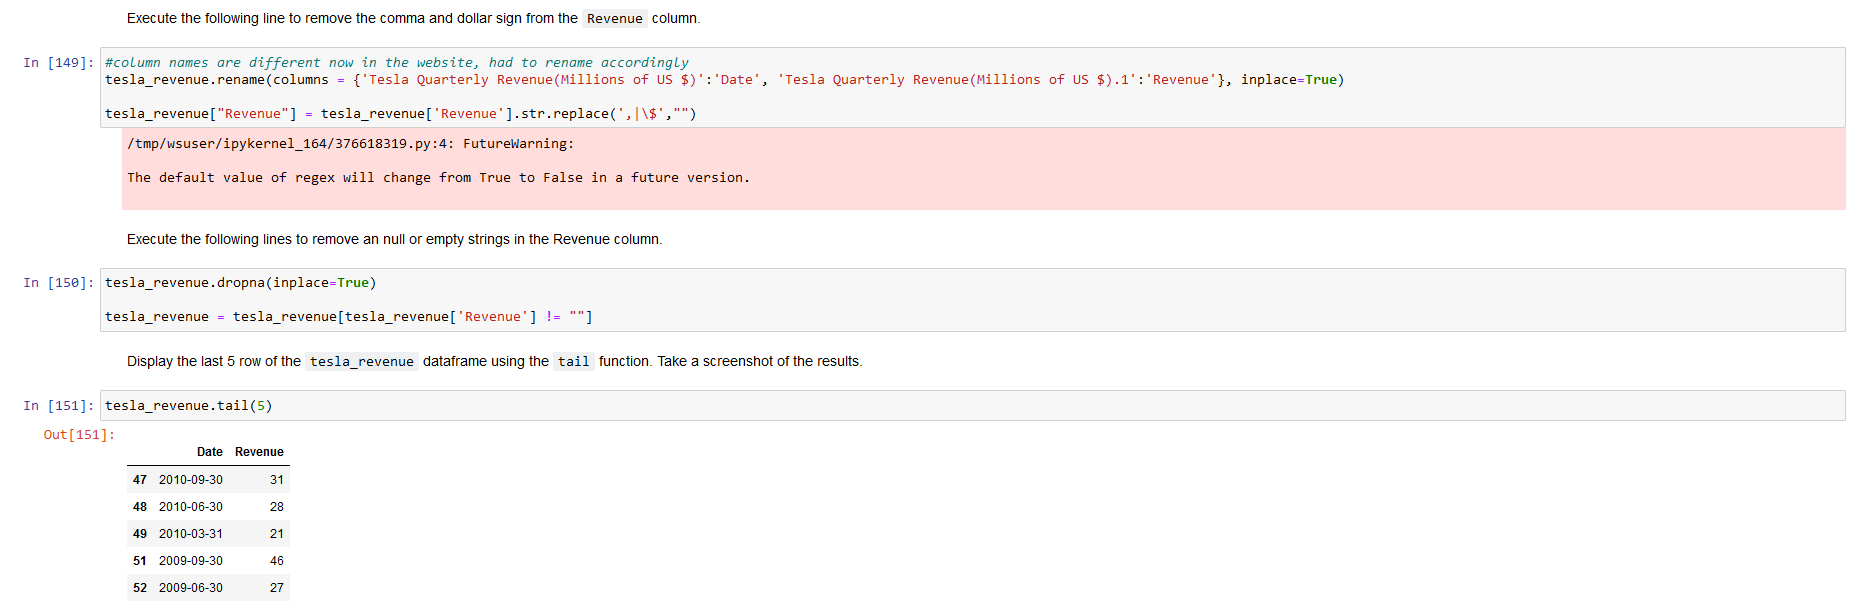 Execute the following line to remove the comma and dollar sign from the Revenue column.
In [149]: #column names are different now in the website, had to rename accordingly
tesla_revenue.rename(columns = {'Tesla Quarterly Revenue(Millions of US $)':'Date', 'Tesla Quarterly Revenue(Millions of US $).1':'Revenue'}, inplace=True)
tesla_revenue["Revenue"] = tesla_revenue['Revenue'].str.replace(',|\$',"")
/tmp/wsuser/ipykernel_164/376618319.py:4: FutureWarning:
The default value of regex will change from True to False in a future version.
Execute the following lines to remove an null or empty strings in the Revenue column.
In [150]: tesla_revenue.dropna(inplace=True)
tesla_revenue = tesla_revenue[tesla_revenue['Revenue'] != ""]
Display the last 5 row of the tesla_revenue dataframe using the tail function. Take a screenshot of the results.
In [151]: tesla_revenue.tail(5)
Out[151]:
Date Revenue
47 2010-09-30 31
48 2010-06-30 28
49 2010-03-31 21
51 2009-09-30 46
52 2009-06-30 27